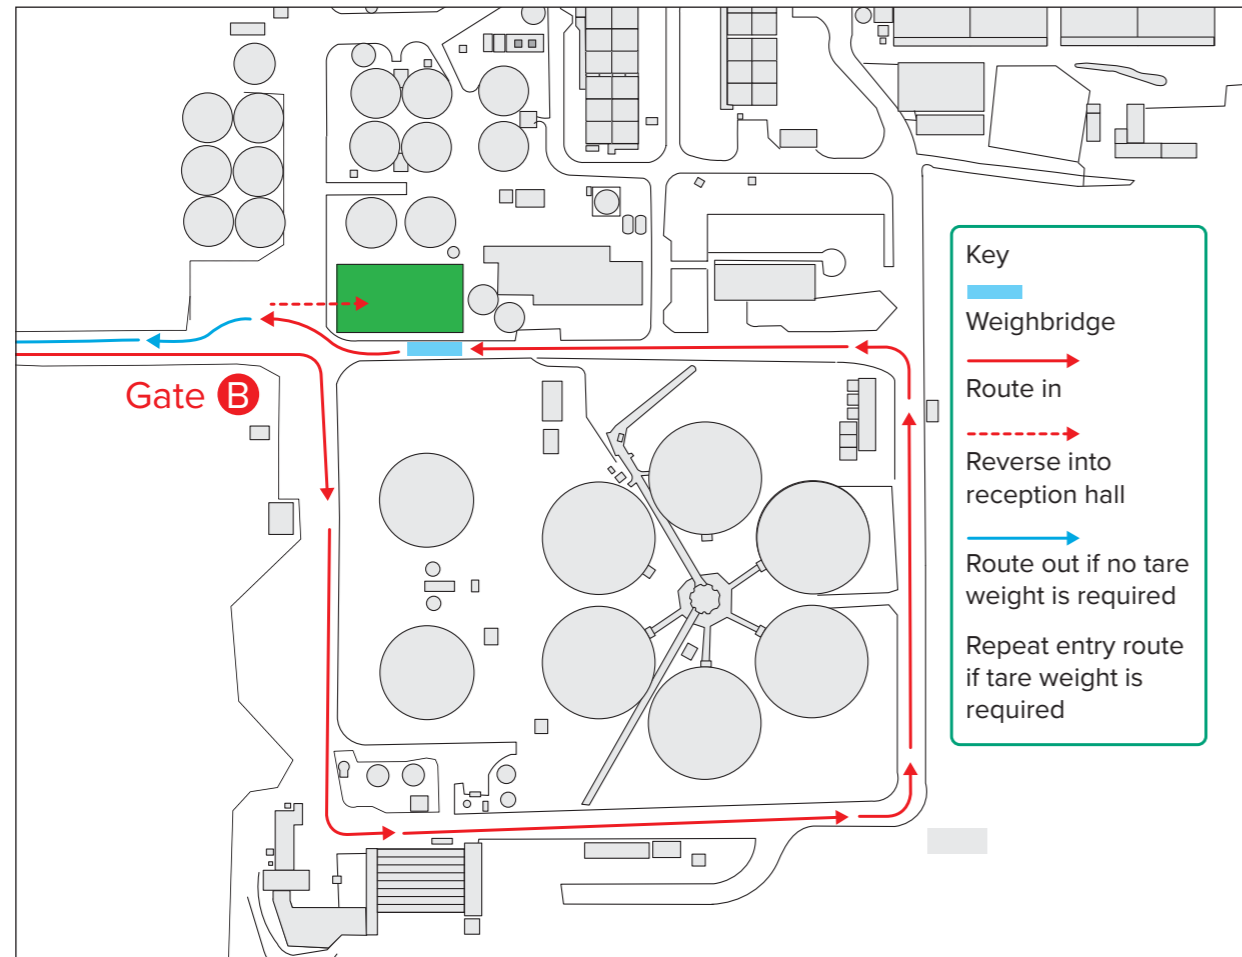 Gate B
Key
Weighbridge
Route in
Reverse into
reception hall
Route out if no tare
weight is required
Repeat entry route
if tare weight is
required